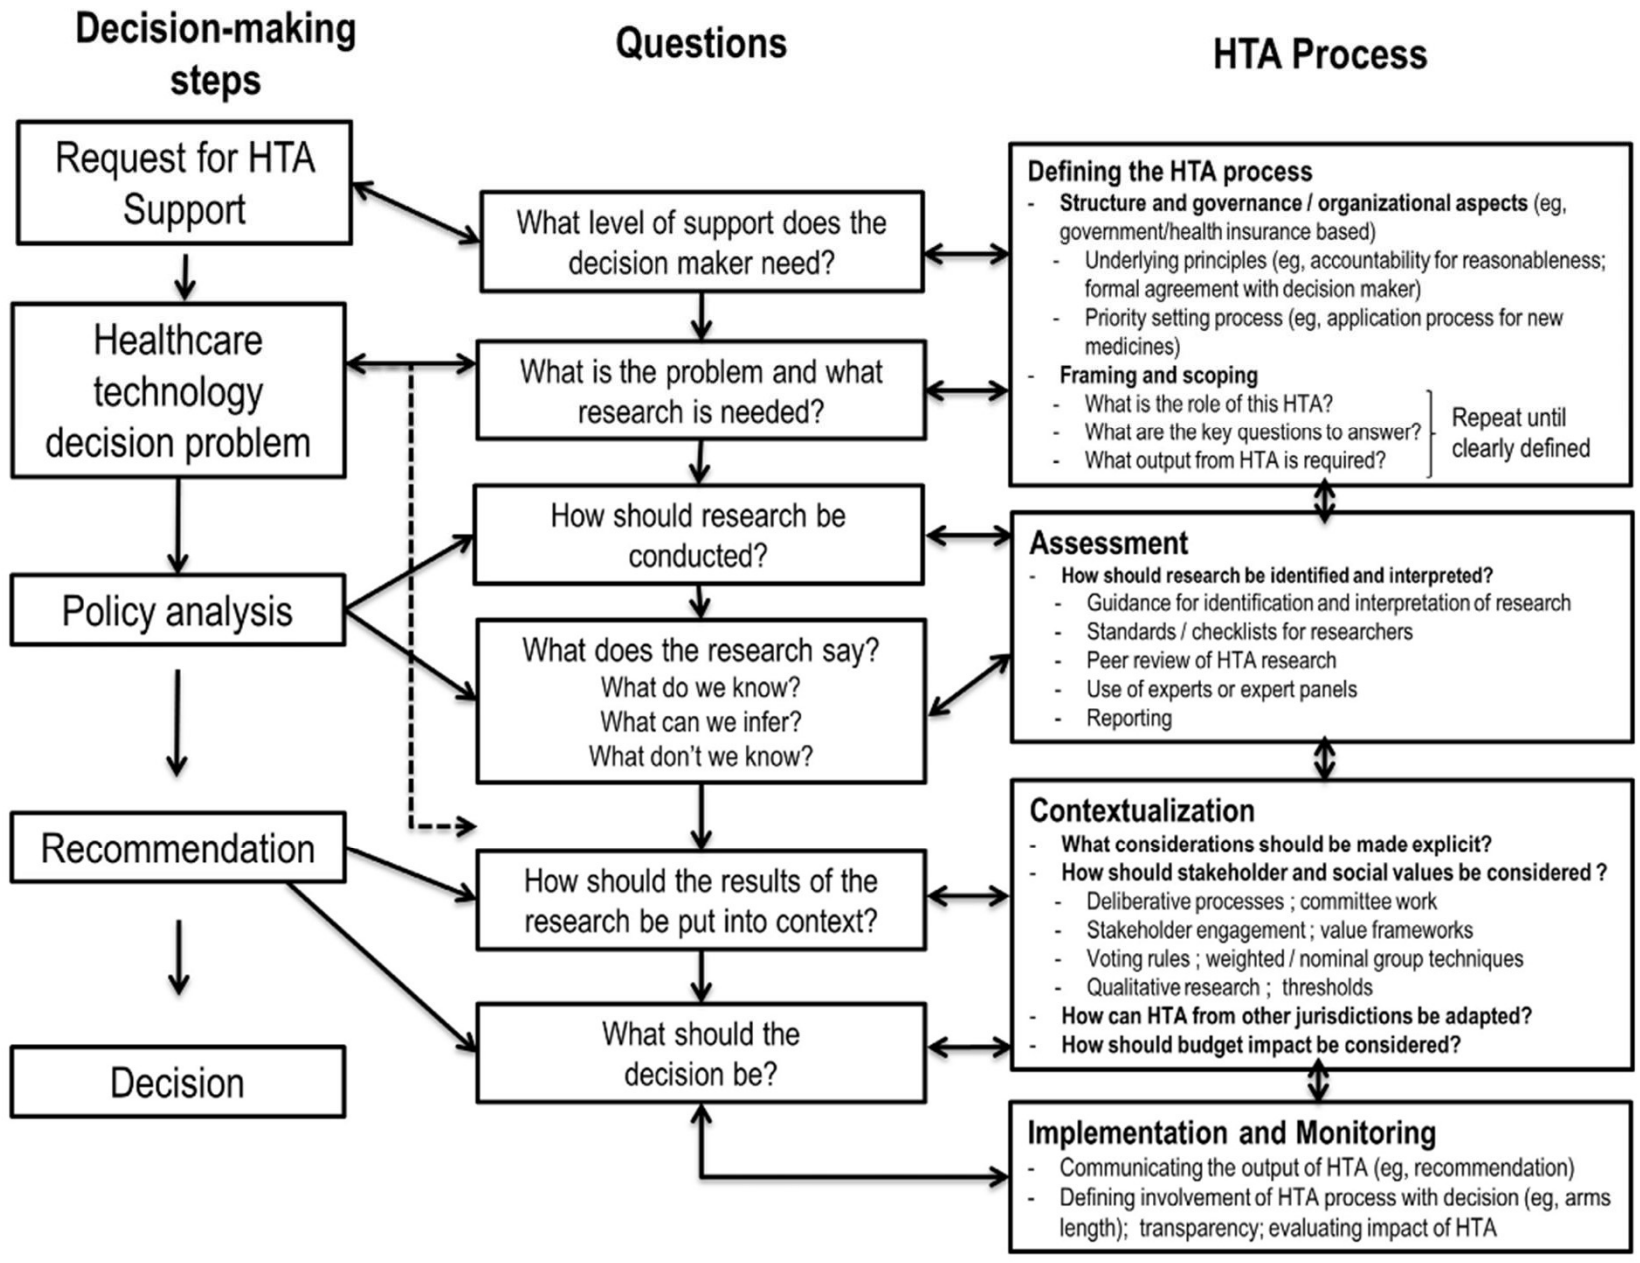 Decision-making
steps
Request for HTA
Support
Healthcare
technology
decision problem
Policy analysis
Recommendation
Decision
Questions
What level of support does the
decision maker need?
What is the problem and what
research is needed?
How should research be
conducted?
What does the research say?
What do we know?
What can we infer?
What don't we know?
How should the results of the
research be put into context?
What should the
decision be?
HTA Process
Defining the HTA process
- Structure and governance / organizational aspects (eg,
government/health insurance based)
- Underlying principles (eg, accountability for reasonableness;
formal agreement with decision maker)
- Priority setting process (eg, application process for new
medicines)
- Framing and scoping
- What is the role of this HTA?
- What are the key questions to answer?
- What output from HTA is required?
Repeat until
clearly defined
Assessment
- How should research be identified and interpreted?
- Guidance for identification and interpretation of research
- Standards / checklists for researchers
- Peer review of HTA research
- Use of experts or expert panels
- Reporting
Contextualization
- What considerations should be made explicit?
- How should stakeholder and social values be considered ?
- Deliberative processes ; committee work
- Stakeholder engagement ; value frameworks
- Voting rules ; weighted / nominal group techniques
- Qualitative research ; thresholds
- How can HTA from other jurisdictions be adapted?
- How should budget impact be considered?
Implementation and Monitoring
- Communicating the output of HTA (eg, recommendation)
- Defining involvement of HTA process with decision (eg, arms
length); transparency; evaluating impact of HTA